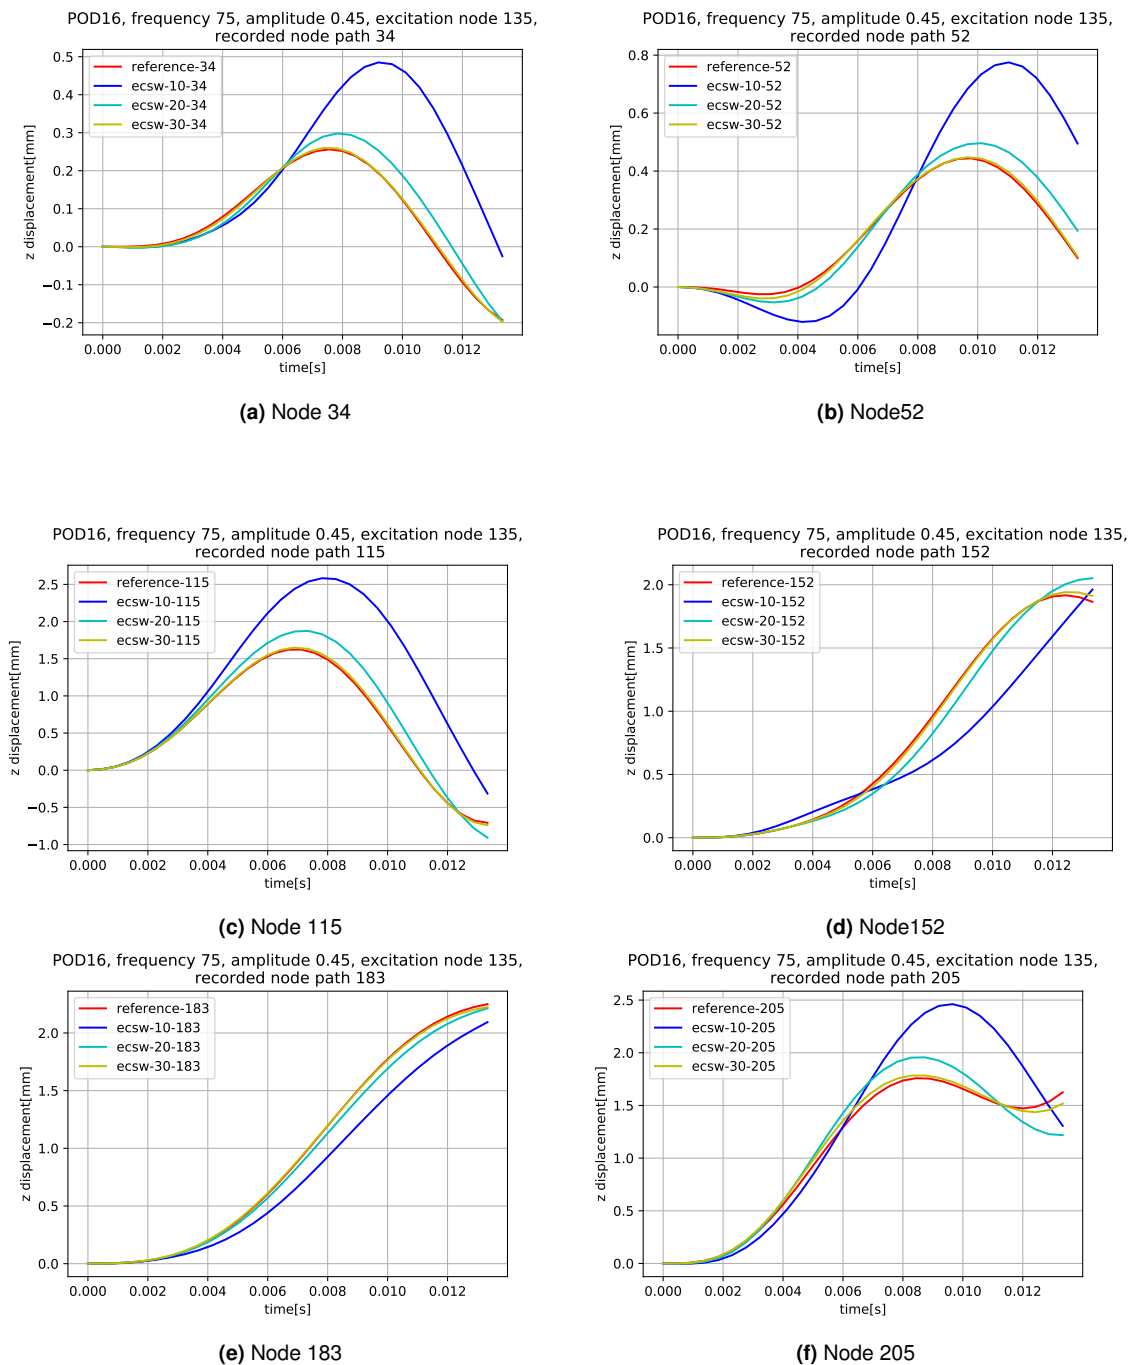 POD16, frequency 75, amplitude 0.45, excitation node 135,
recorded node path 34
reference-34
ecsw-10-34
ecsw-20-34
ecsw-30-34
z displacement[mm]
0.5
0.4
0.3
0.2
0.1
0.0
−0.1
−0.2
0.000 0.002 0.004 0.006 0.008 0.010 0.012
time[s]
(a) Node 34
POD16, frequency 75, amplitude 0.45, excitation node 135,
recorded node path 52
reference-52
ecsw-10-52
ecsw-20-52
ecsw-30-52
z displacement[mm]
0.8
0.6
0.4
0.2
0.0
0.000 0.002 0.004 0.006 0.008 0.010 0.012
time[s]
(b) Node52
POD16, frequency 75, amplitude 0.45, excitation node 135,
recorded node path 115
reference-115
ecsw-10-115
ecsw-20-115
ecsw-30-115
z displacement[mm]
2.5
2.0
1.5
1.0
0.5
0.0
−0.5
−1.0
0.000 0.002 0.004 0.006 0.008 0.010 0.012
time[s]
(c) Node 115
POD16, frequency 75, amplitude 0.45, excitation node 135,
recorded node path 152
reference-152
ecsw-10-152
ecsw-20-152
ecsw-30-152
z displacement[mm]
2.0
1.5
1.0
0.5
0.0
0.000 0.002 0.004 0.006 0.008 0.010 0.012
time[s]
(d) Node152
POD16, frequency 75, amplitude 0.45, excitation node 135,
recorded node path 183
reference-183
ecsw-10-183
ecsw-20-183
ecsw-30-183
z displacement[mm]
2.0
1.5
1.0
0.5
0.0
0.000 0.002 0.004 0.006 0.008 0.010 0.012
time[s]
(e) Node 183
POD16, frequency 75, amplitude 0.45, excitation node 135,
recorded node path 205
reference-205
ecsw-10-205
ecsw-20-205
ecsw-30-205
z displacement[mm]
2.5
2.0
1.5
1.0
0.5
0.0
0.000 0.002 0.004 0.006 0.008 0.010 0.012
time[s]
(f) Node 205